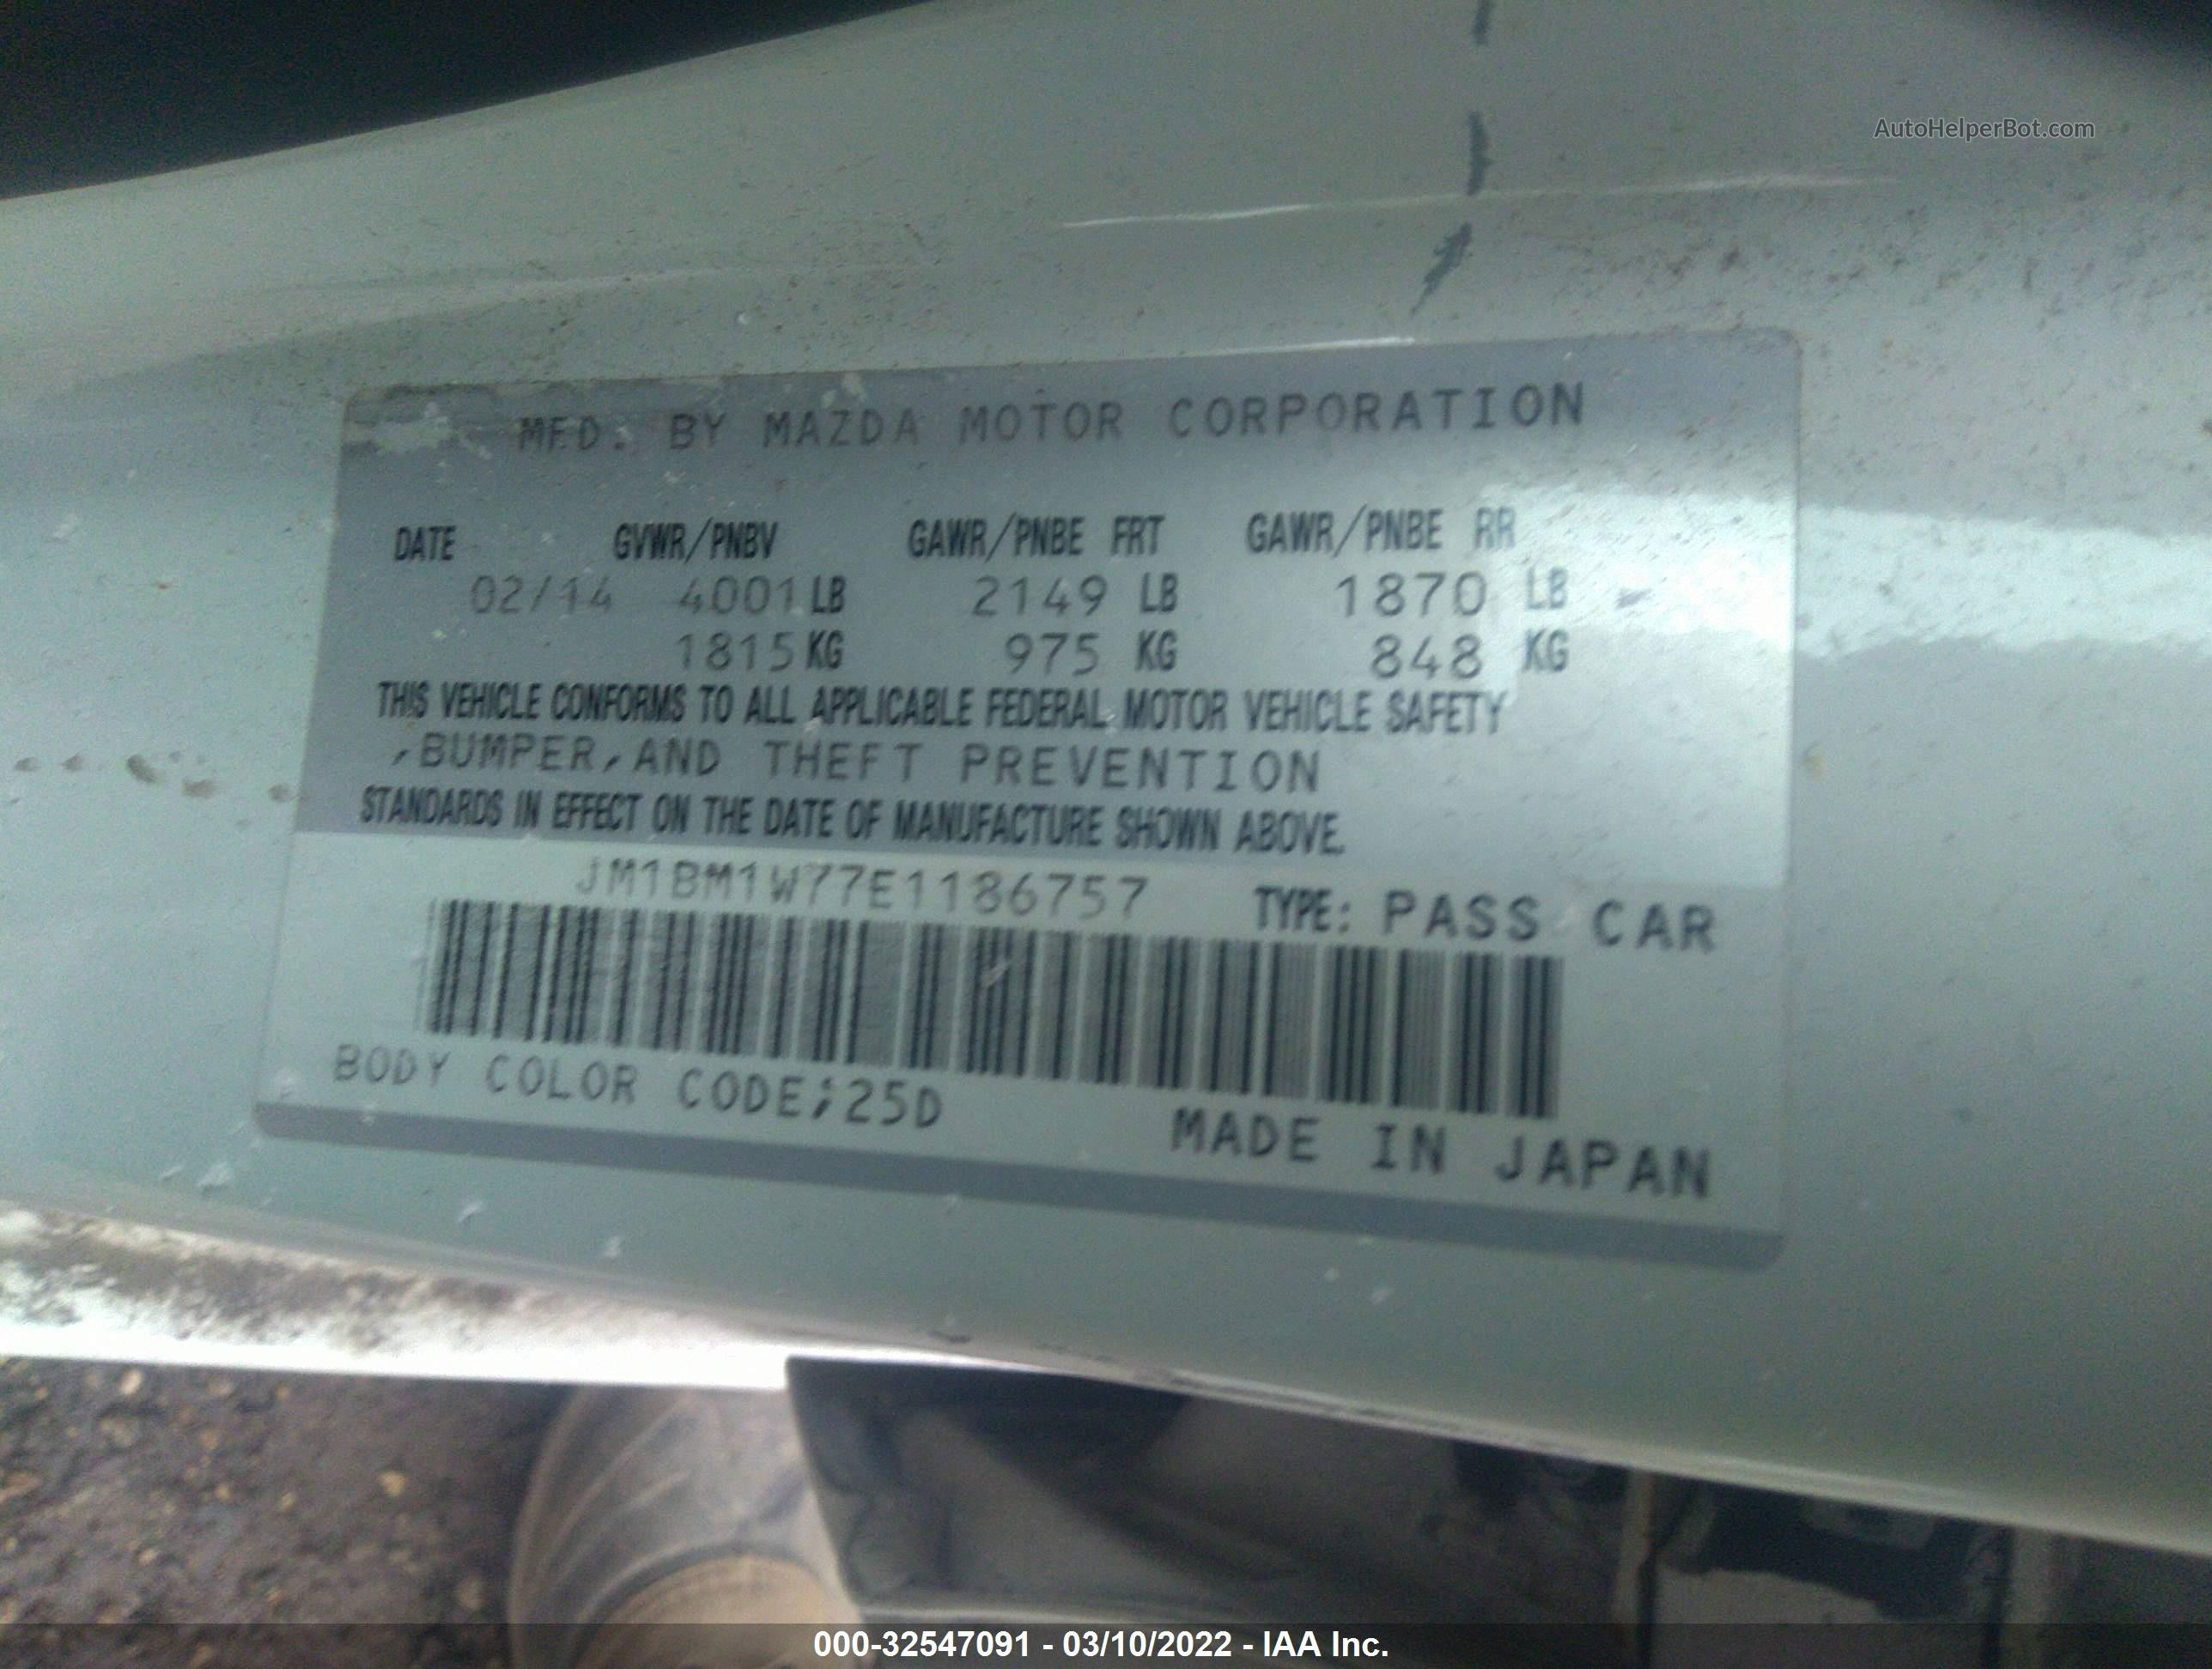 AutoHelperBot.com
MFD. BY MAZDA MOTOR CORPORATION
DATE GVWR/PNBV GAWR/PNBE FRT GAWR/PNBE RR
02/14 4001 LB 2149 LB 1870 LB
1815 KG 975 KG 848 KG
THIS VEHICLE CONFORMS TO ALL APPLICABLE FEDERAL MOTOR VEHICLE SAFETY
,BUMPER,AND THEFT PREVENTION
STANDARDS IN EFFECT ON THE DATE OF MANUFACTURE SHOWN ABOVE.
JM1BM1W77E1186757 TYPE: PASS CAR
BODY COLOR CODE;25D
MADE IN JAPAN
000-32547091 - 03/10/2022 - IAA Inc.